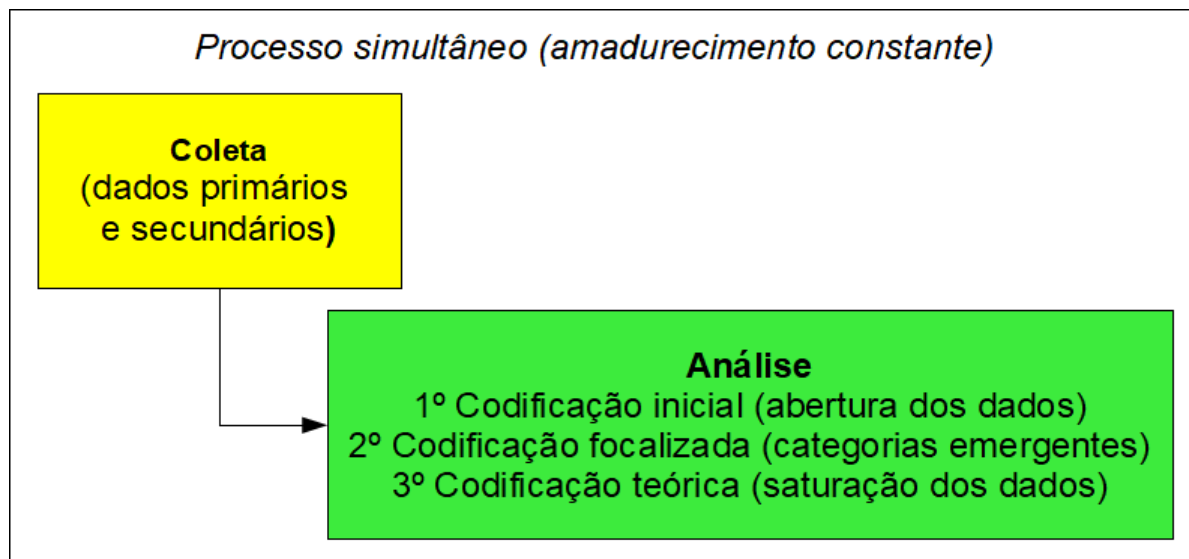 Processo simultâneo (amadurecimento constante)
Coleta
(dados primários
e secundários)
Análise
1º Codificação inicial (abertura dos dados)
2º Codificação focalizada (categorias emergentes)
3º Codificação teórica (saturação dos dados)